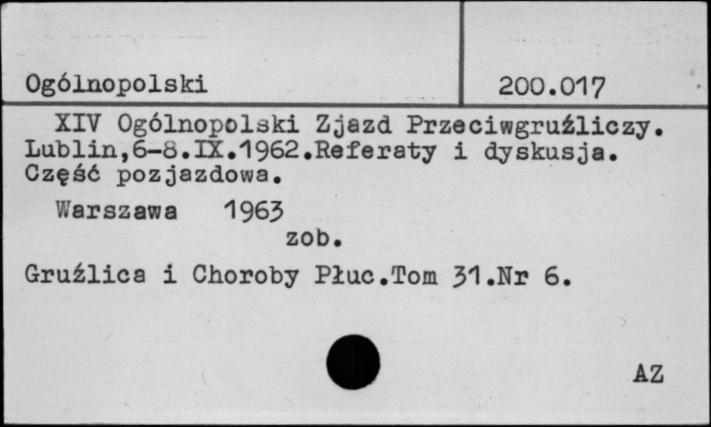 Ogólnopolski 200.017
XIV Ogólnopolski Zjazd Przeciwgruźliczy.
Lublin,6-8.IX.1962.Referaty i dyskusja.
Część pozjazdowa.
Warszawa 1963
zob.
Gruźlica i Choroby Płuc.Tom 31.Nr 6.
AZ